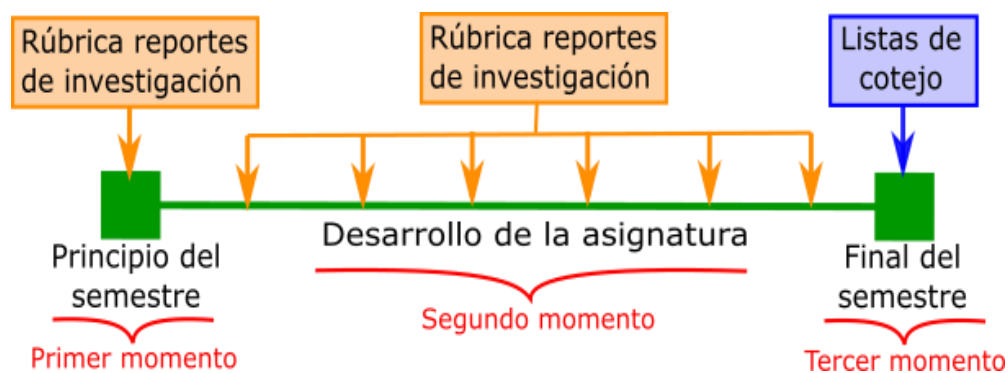 Rúbrica reportes
de investigación
Rúbrica reportes
de investigación
Listas de
cotejo
Principio del
semestre
Desarrollo de la asignatura
Final del
semestre
Primer momento
Segundo momento
Tercer momento